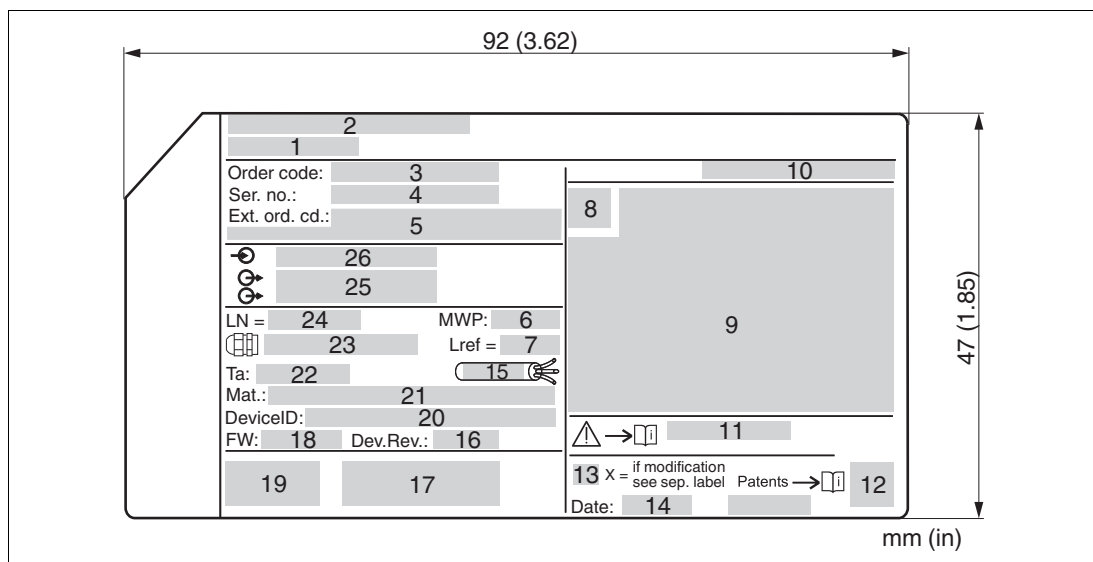 92 (3.62)
2
1
Order code: 3
Ser. no.: 4
Ext. ord. cd.: 5
10
8
9
26
25
LN = 24 MWP: 6
23 Lref = 7
Ta: 22 15
Mat.: 21
DeviceID: 20
FW: 18 Dev.Rev.: 16
19 17
i 11
13 X = if modification
see sep. label Patents i 12
Date: 14
47 (1.85)
mm (in)